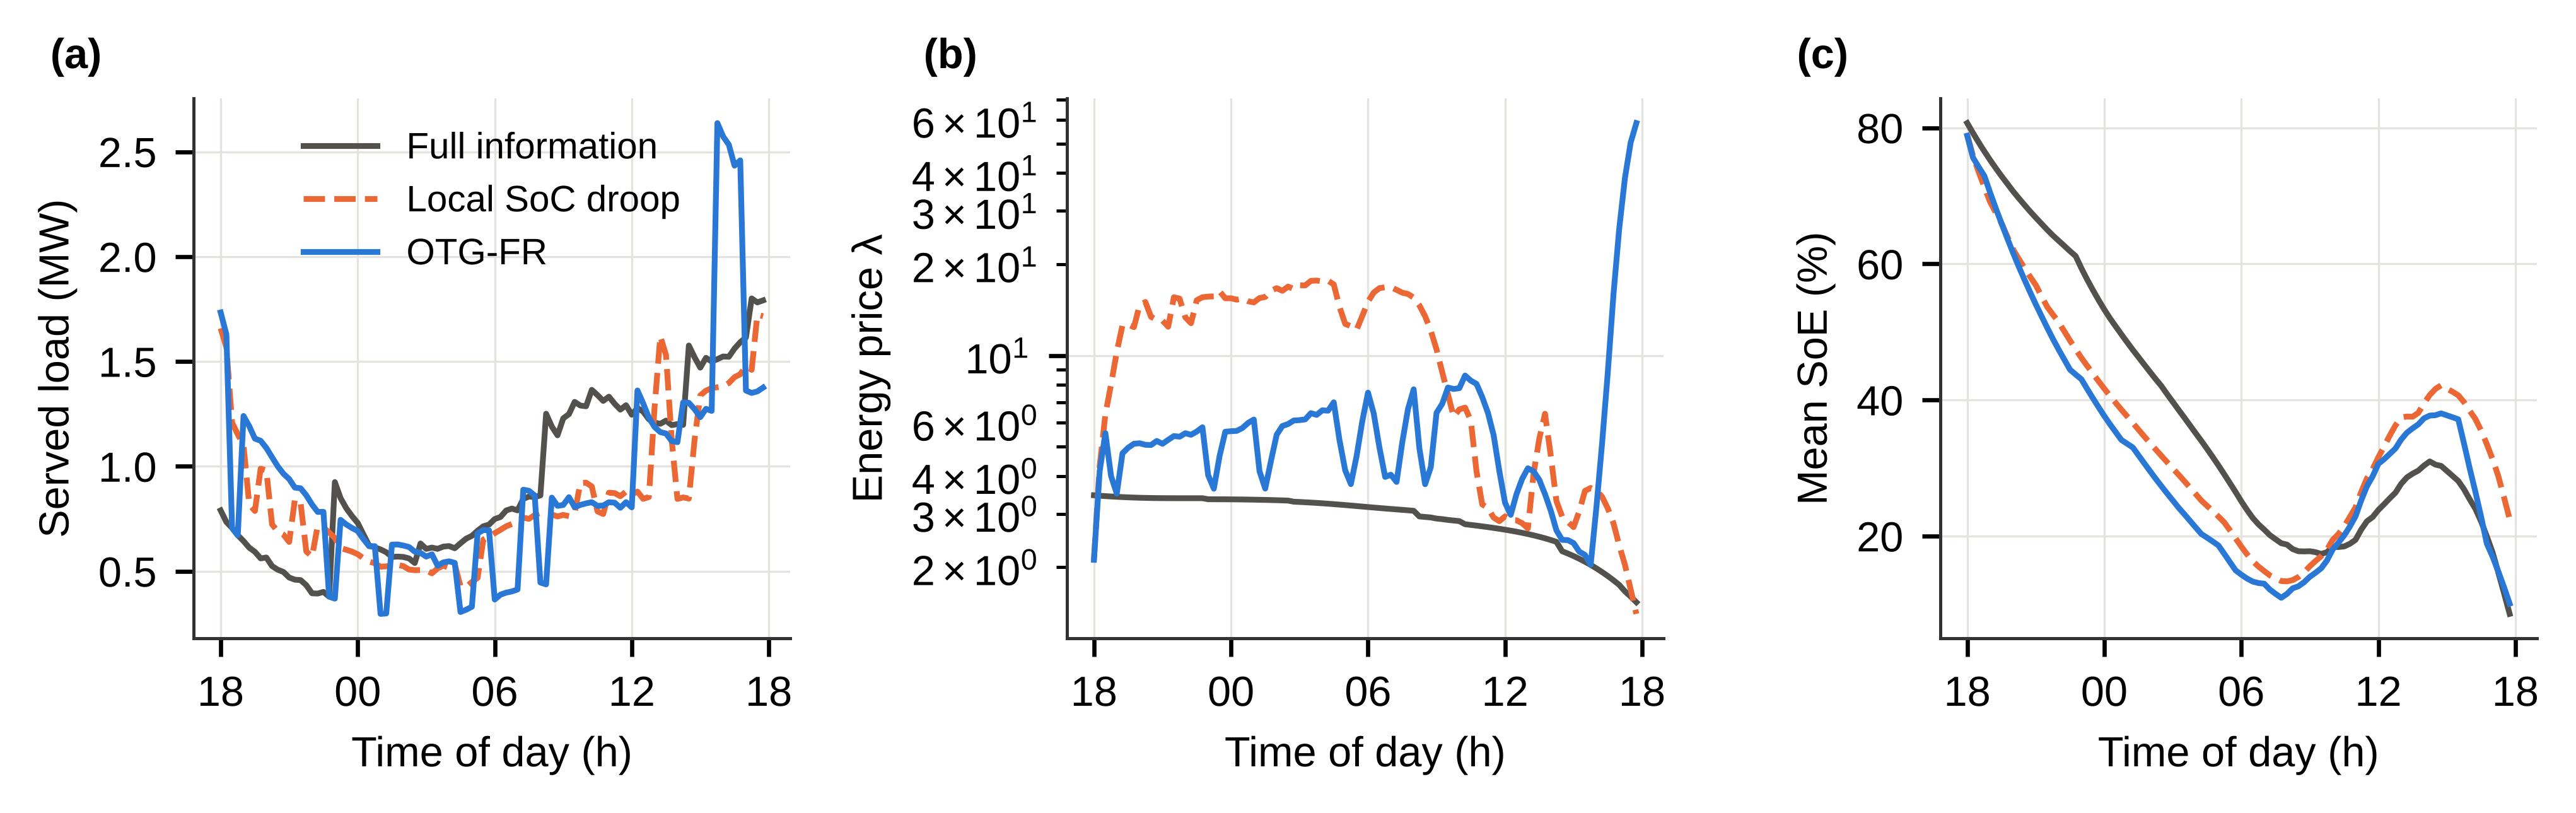 (a)
Served load (MW)
2.5
2.0
1.5
1.0
0.5
Full information
Local SoC droop
OTG-FR
18 00 06 12 18
Time of day (h)
(b)
Energy price λ
6 × 10¹
4 × 10¹
3 × 10¹
2 × 10¹
10¹
6 × 10⁰
4 × 10⁰
3 × 10⁰
2 × 10⁰
18 00 06 12 18
Time of day (h)
(c)
Mean SoE (%)
80
60
40
20
18 00 06 12 18
Time of day (h)